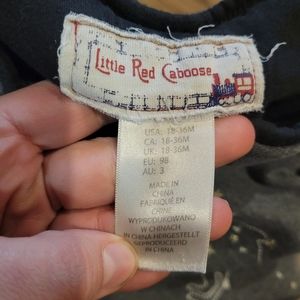 Little Red Caboose
USA: 18-36M
CA: 18-36M
UK: 18-36M
EU: 98
AU: 3
MADE IN
CHINA
FABRIQUÉ EN
CHINE
WYPRODUKOWANO
W CHINACH
IN CHINA HERGESTELLT
GEPRODUCEERD
IN CHINA